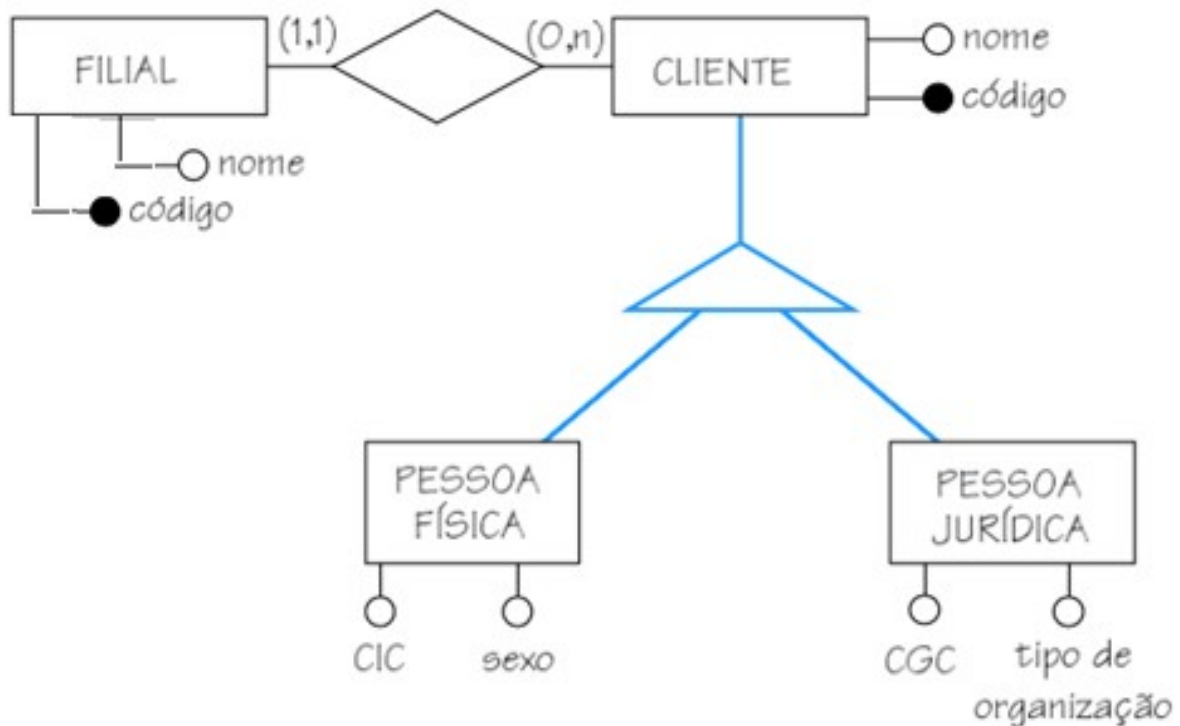 FILIAL
(1,1)
(0,n)
CLIENTE
nome
código
nome
código
PESSOA
FÍSICA
CIC
sexo
PESSOA
JURÍDICA
CGC
tipo de
organização